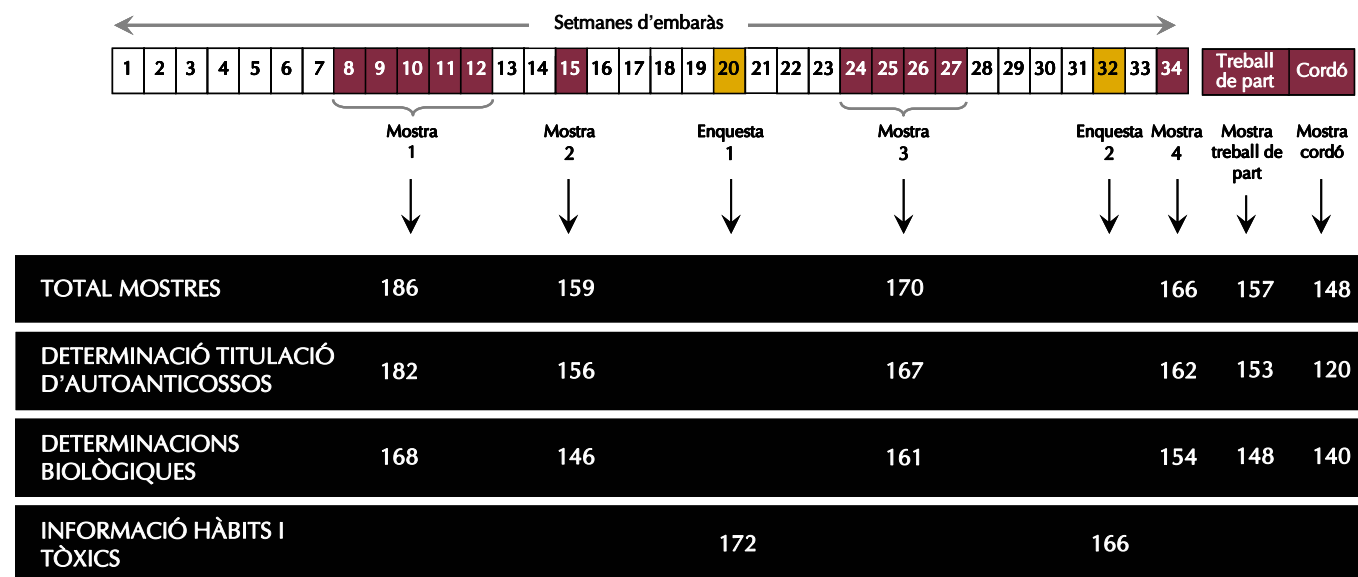 Setmanes d’embaràs
1 2 3 4 5 6 7 8 9 10 11 12 13 14 15 16 17 18 19 20 21 22 23 24 25 26 27 28 29 30 31 32 33 34 Treball de part Cordó
Mostra 1
Mostra 2
Enquesta 1
Mostra 3
Enquesta 2
Mostra 4
Mostra treball de part
Mostra cordó
TOTAL MOSTRES 186 159 170 166 157 148
DETERMINACIÓ TITULACIÓ
D’AUTOANTICOSSOS 182 156 167 162 153 120
DETERMINACIONS
BIOLÒGIQUES 168 146 161 154 148 140
INFORMACIÓ HÀBITS I
TÒXICS 172 166